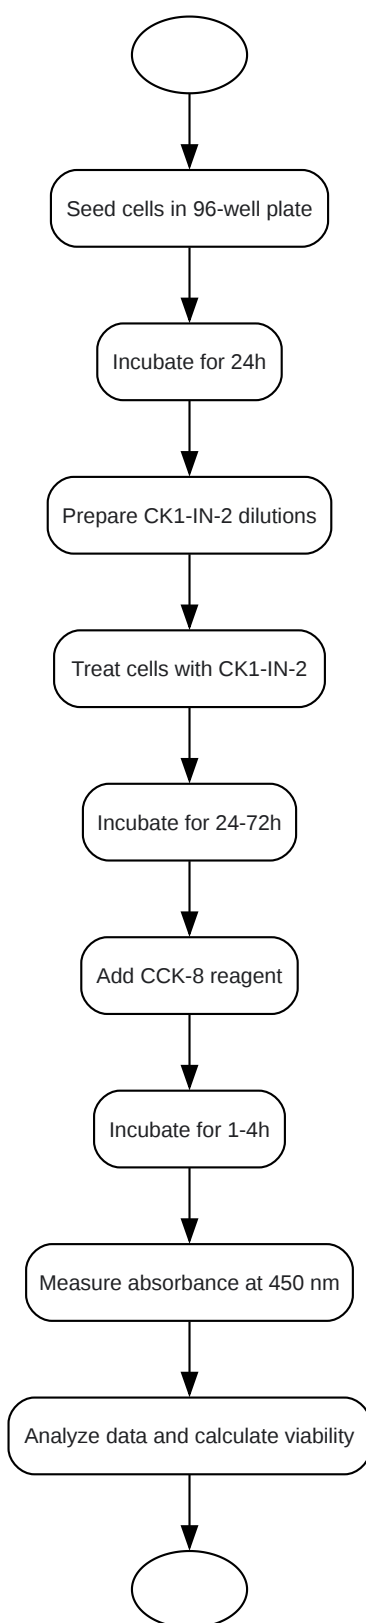 Seed cells in 96-well plate
Incubate for 24h
Prepare CK1-IN-2 dilutions
Treat cells with CK1-IN-2
Incubate for 24-72h
Add CCK-8 reagent
Incubate for 1-4h
Measure absorbance at 450 nm
Analyze data and calculate viability